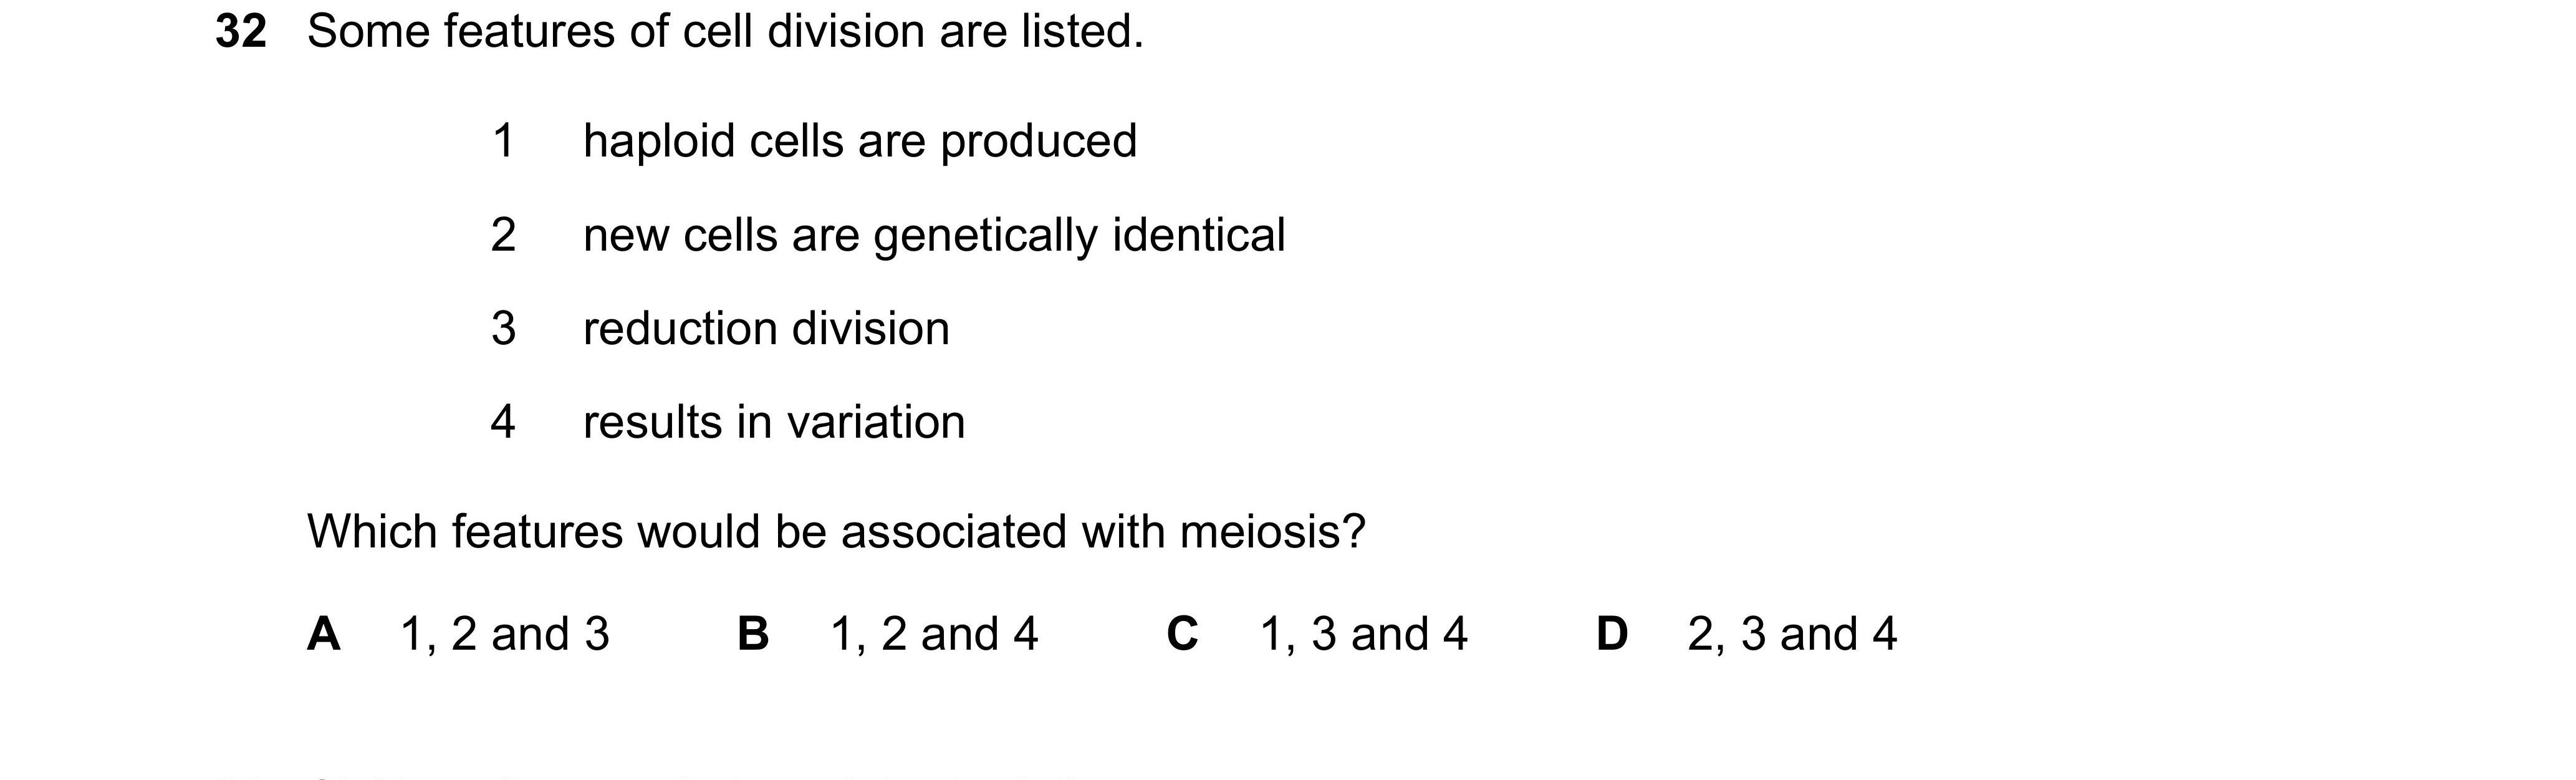 32 Some features of cell division are listed.
1 haploid cells are produced
2 new cells are genetically identical
3 reduction division
4 results in variation
Which features would be associated with meiosis?
A 1, 2 and 3 B 1, 2 and 4 C 1, 3 and 4 D 2, 3 and 4